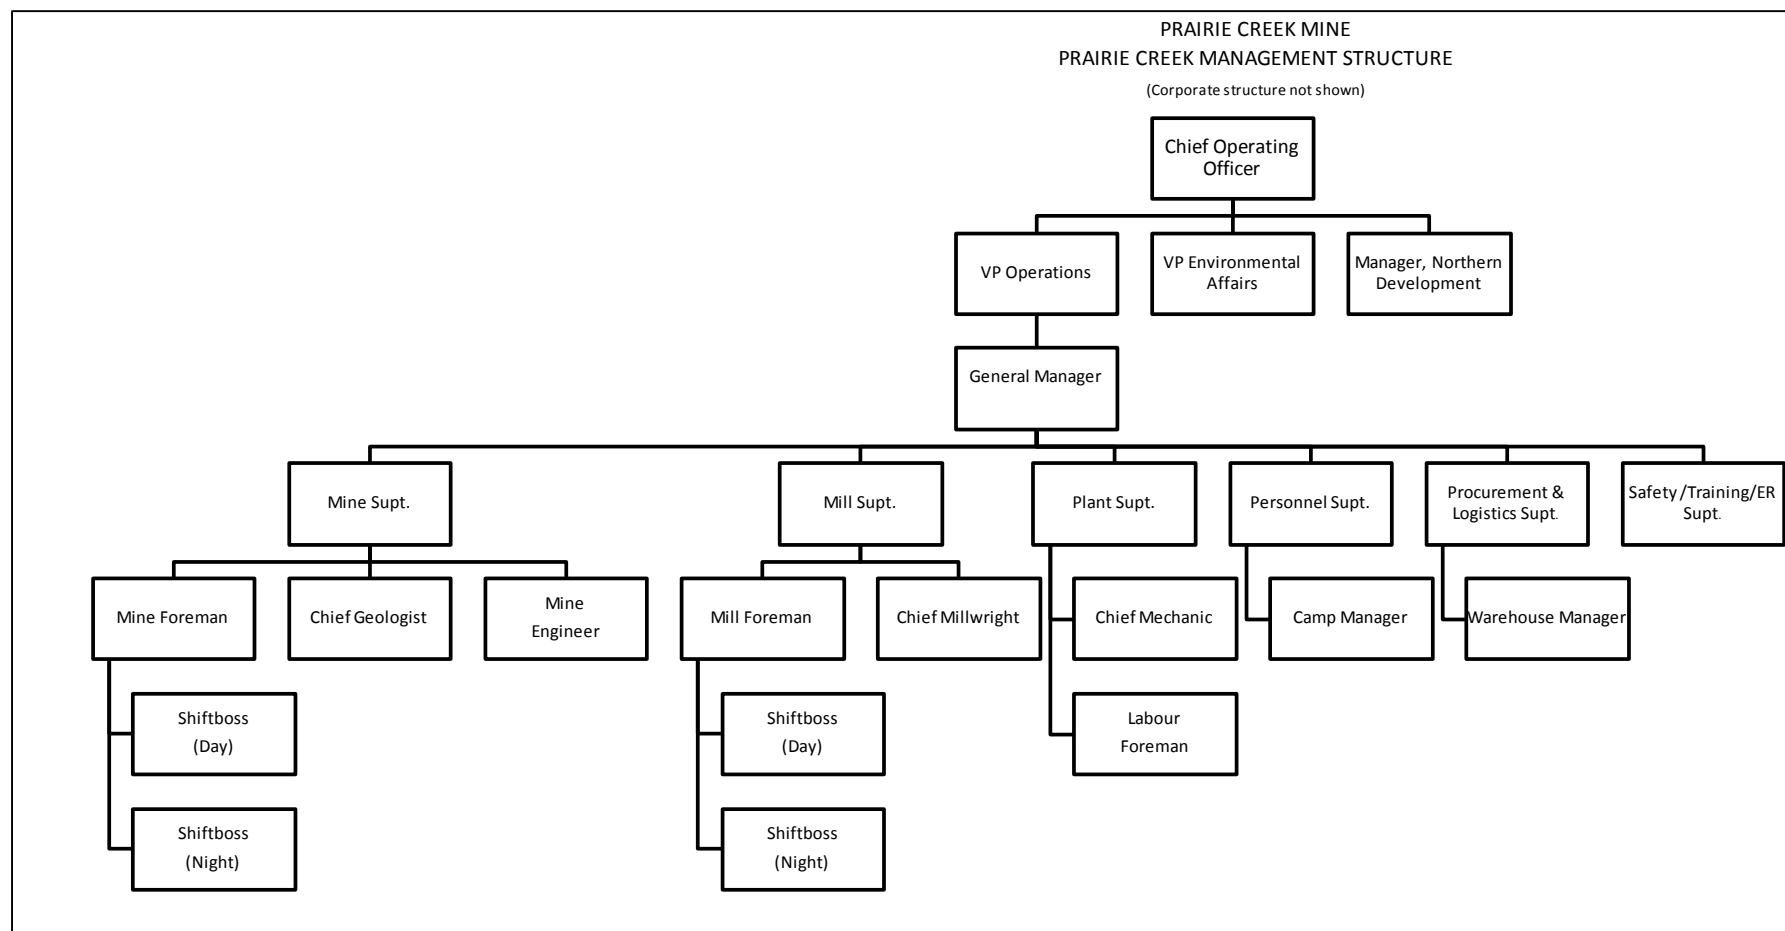 PRAIRIE CREEK MINE
PRAIRIE CREEK MANAGEMENT STRUCTURE
(Corporate structure not shown)
Chief Operating
Officer
VP Operations
VP Environmental
Affairs
Manager, Northern
Development
General Manager
Mine Supt.
Mill Supt.
Plant Supt.
Personnel Supt.
Procurement &
Logistics Supt.
Safety /Training/ER
Supt.
Mine Foreman
Chief Geologist
Mine
Engineer
Mill Foreman
Chief Millwright
Chief Mechanic
Camp Manager
Warehouse Manager
Shiftboss
(Day)
Shiftboss
(Day)
Labour
Foreman
Shiftboss
(Night)
Shiftboss
(Night)